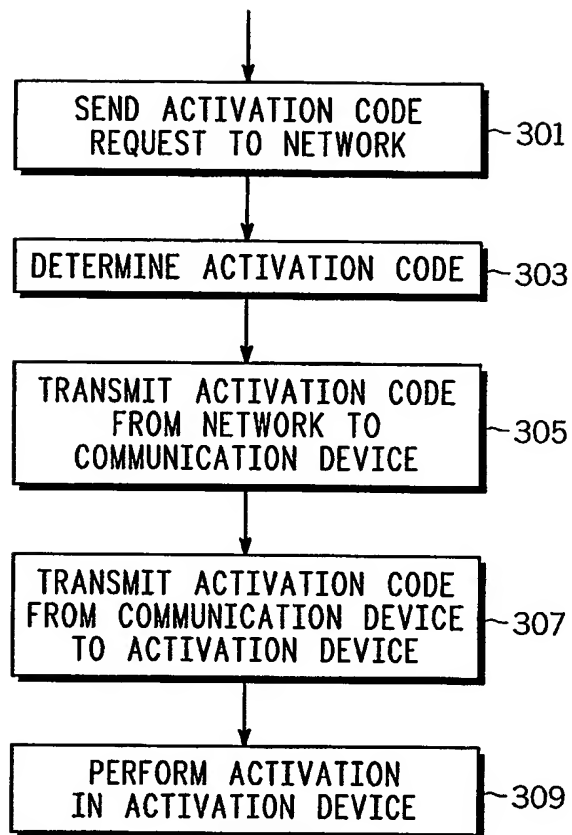 SEND ACTIVATION CODE
REQUEST TO NETWORK
301
DETERMINE ACTIVATION CODE
303
TRANSMIT ACTIVATION CODE
FROM NETWORK TO
COMMUNICATION DEVICE
305
TRANSMIT ACTIVATION CODE
FROM COMMUNICATION DEVICE
TO ACTIVATION DEVICE
307
PERFORM ACTIVATION
IN ACTIVATION DEVICE
309